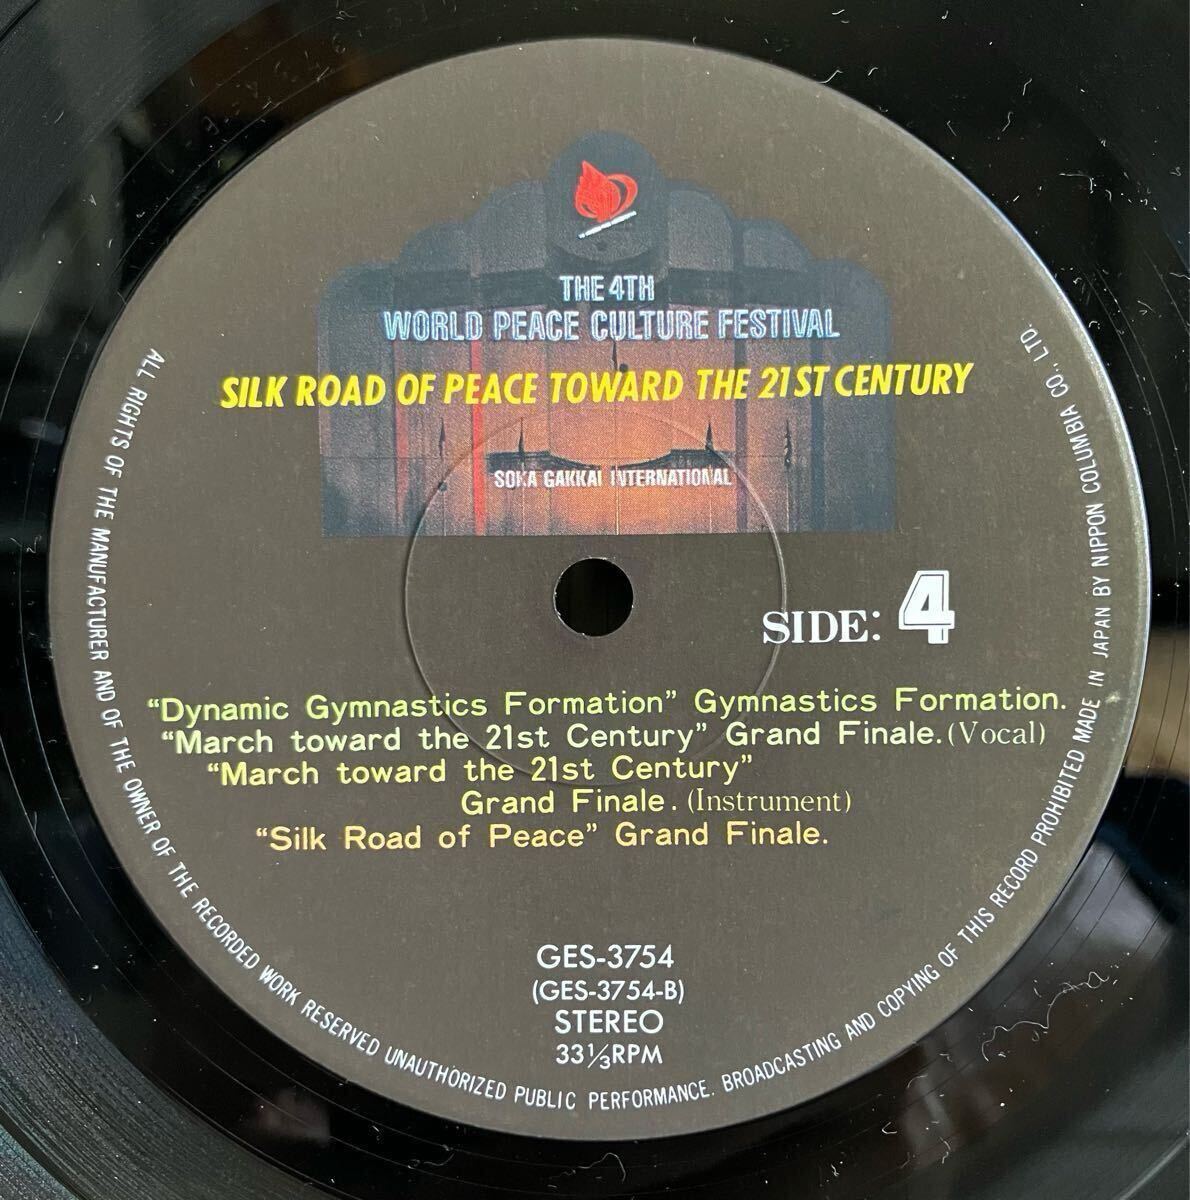 THE 4TH
WORLD PEACE CULTURE FESTIVAL
SILK ROAD OF PEACE TOWARD THE 21ST CENTURY
SOKA GAKKAI INTERNATIONAL
SIDE: 4
“Dynamic Gymnastics Formation” Gymnastics Formation.
“March toward the 21st Century” Grand Finale.(Vocal)
“March toward the 21st Century”
Grand Finale.(Instrument)
“Silk Road of Peace” Grand Finale.
GES-3754
(GES-3754-B)
STEREO
33⅓RPM
ALL RIGHTS OF THE MANUFACTURER AND OF THE OWNER OF THE RECORDED WORK RESERVED UNAUTHORIZED PUBLIC PERFORMANCE. BROADCASTING AND COPYING OF THIS RECORD PROHIBITED MADE IN JAPAN BY NIPPON COLUMBIA CO., LTD.